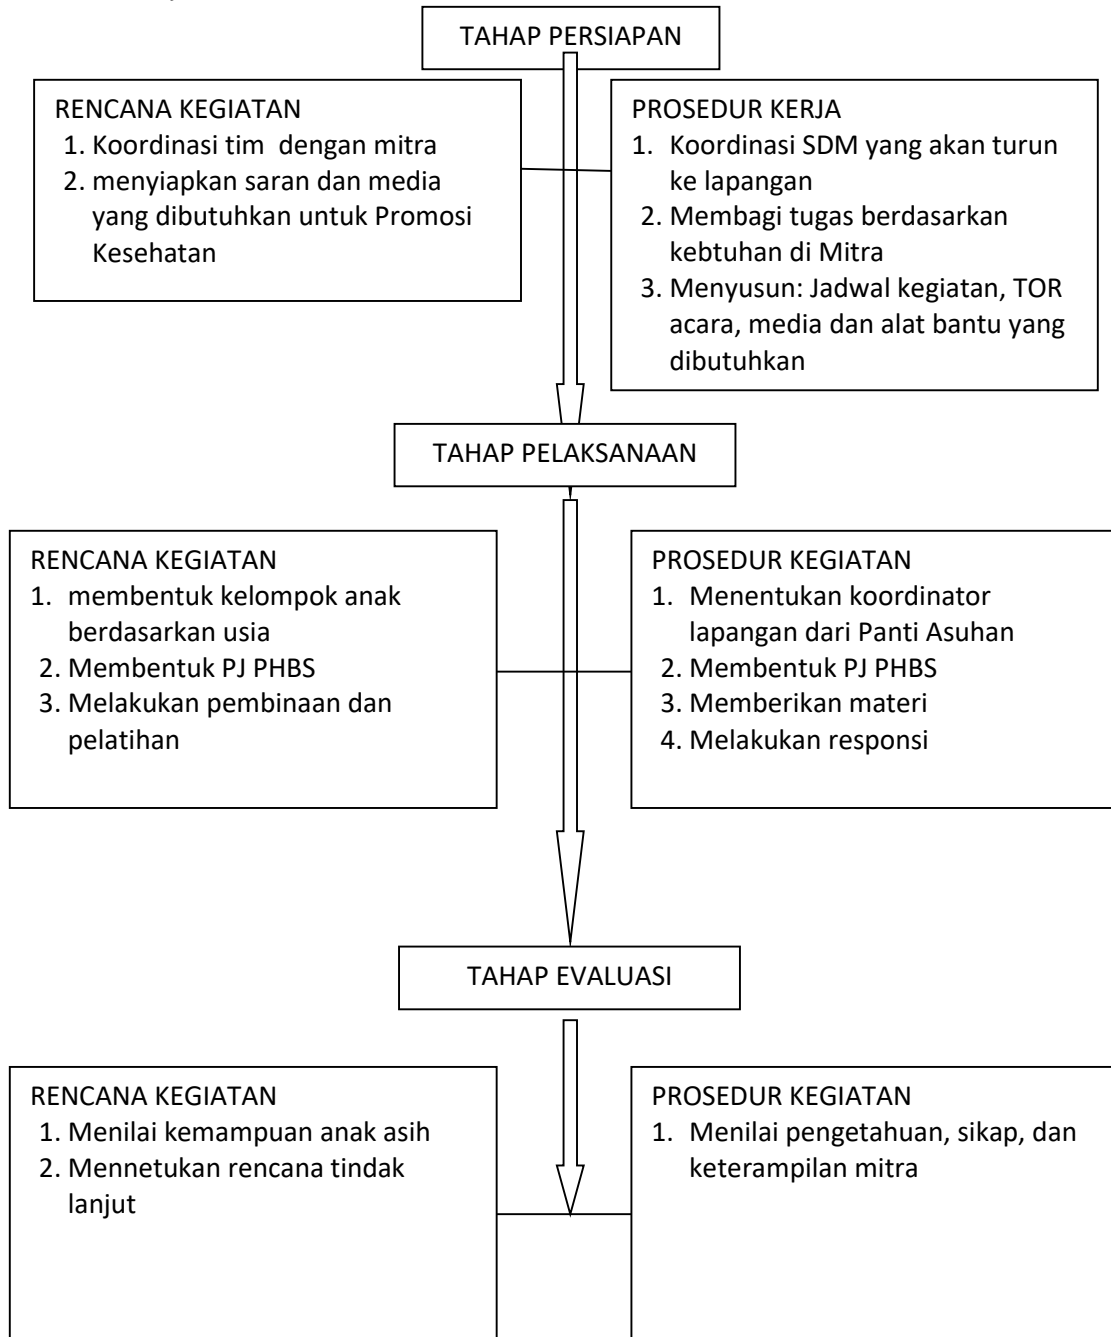 TAHAP PERSIAPAN
RENCANA KEGIATAN
1. Koordinasi tim dengan mitra
2. menyiapkan saran dan media
yang dibutuhkan untuk Promosi
Kesehatan
PROSEDUR KERJA
1. Koordinasi SDM yang akan turun
ke lapangan
2. Membagi tugas berdasarkan
kebtuhan di Mitra
3. Menyusun: Jadwal kegiatan, TOR
acara, media dan alat bantu yang
dibutuhkan
TAHAP PELAKSANAAN
RENCANA KEGIATAN
1. membentuk kelompok anak
berdasarkan usia
2. Membentuk PJ PHBS
3. Melakukan pembinaan dan
pelatihan
PROSEDUR KEGIATAN
1. Menentukan koordinator
lapangan dari Panti Asuhan
2. Membentuk PJ PHBS
3. Memberikan materi
4. Melakukan responsi
TAHAP EVALUASI
RENCANA KEGIATAN
1. Menilai kemampuan anak asih
2. Mennetukan rencana tindak
lanjut
PROSEDUR KEGIATAN
1. Menilai pengetahuan, sikap, dan
keterampilan mitra